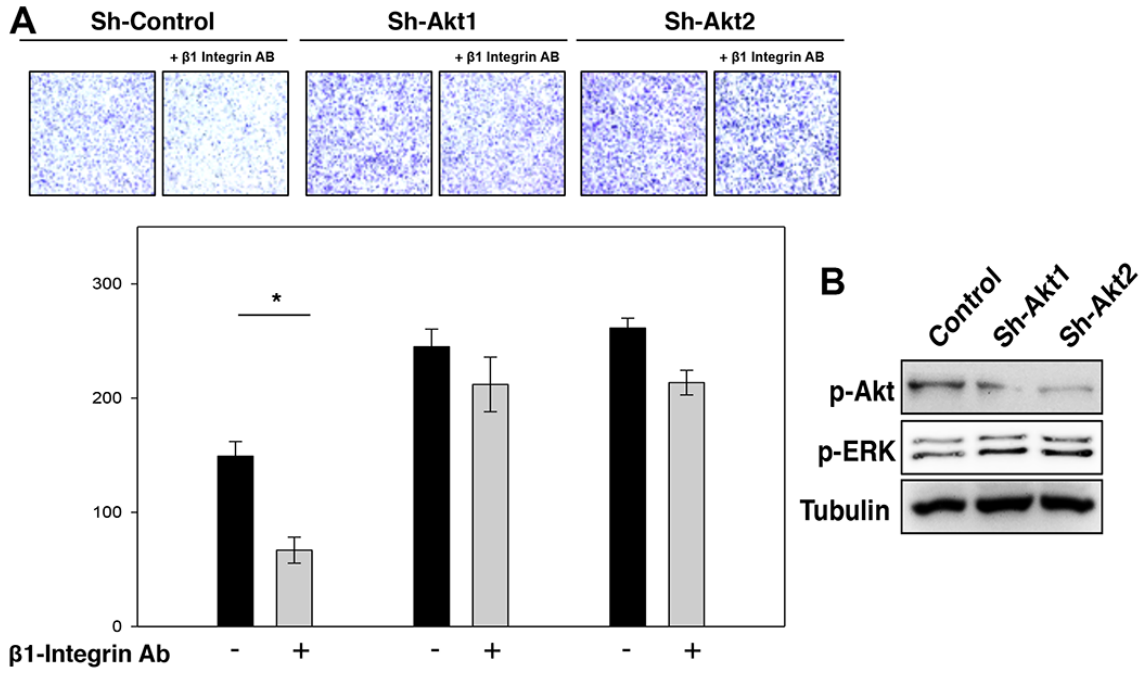 A
Sh-Control Sh-Akt1 Sh-Akt2
+ β1 Integrin AB + β1 Integrin AB + β1 Integrin AB
300
200
100
0
*
β1-Integrin Ab - + - + - +
B
Control Sh-Akt1 Sh-Akt2
p-Akt
p-ERK
Tubulin